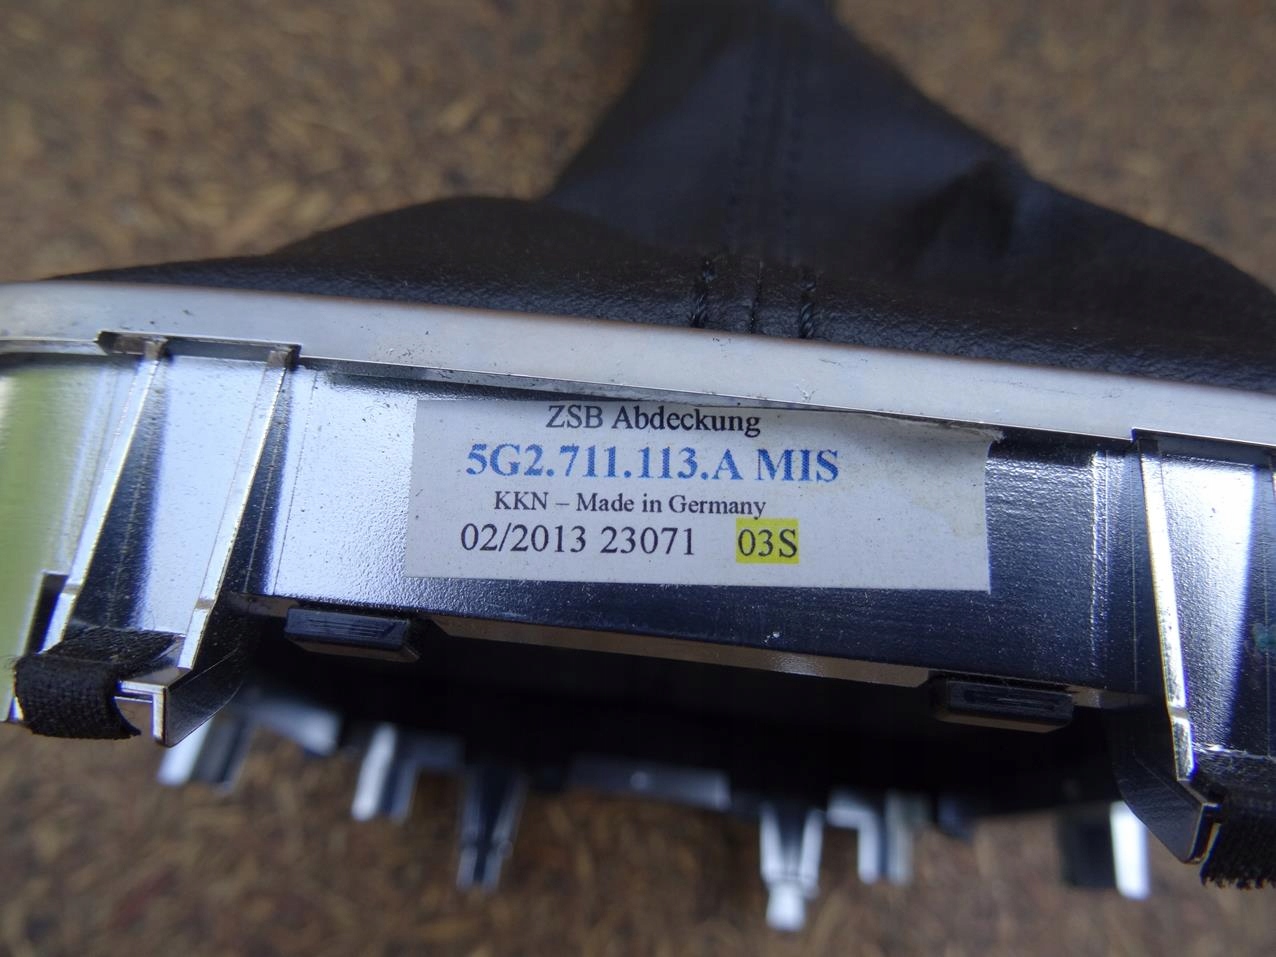 ZSB Abdeckung
5G2.711.113.A MIS
KKN – Made in Germany
02/2013 23071 03S